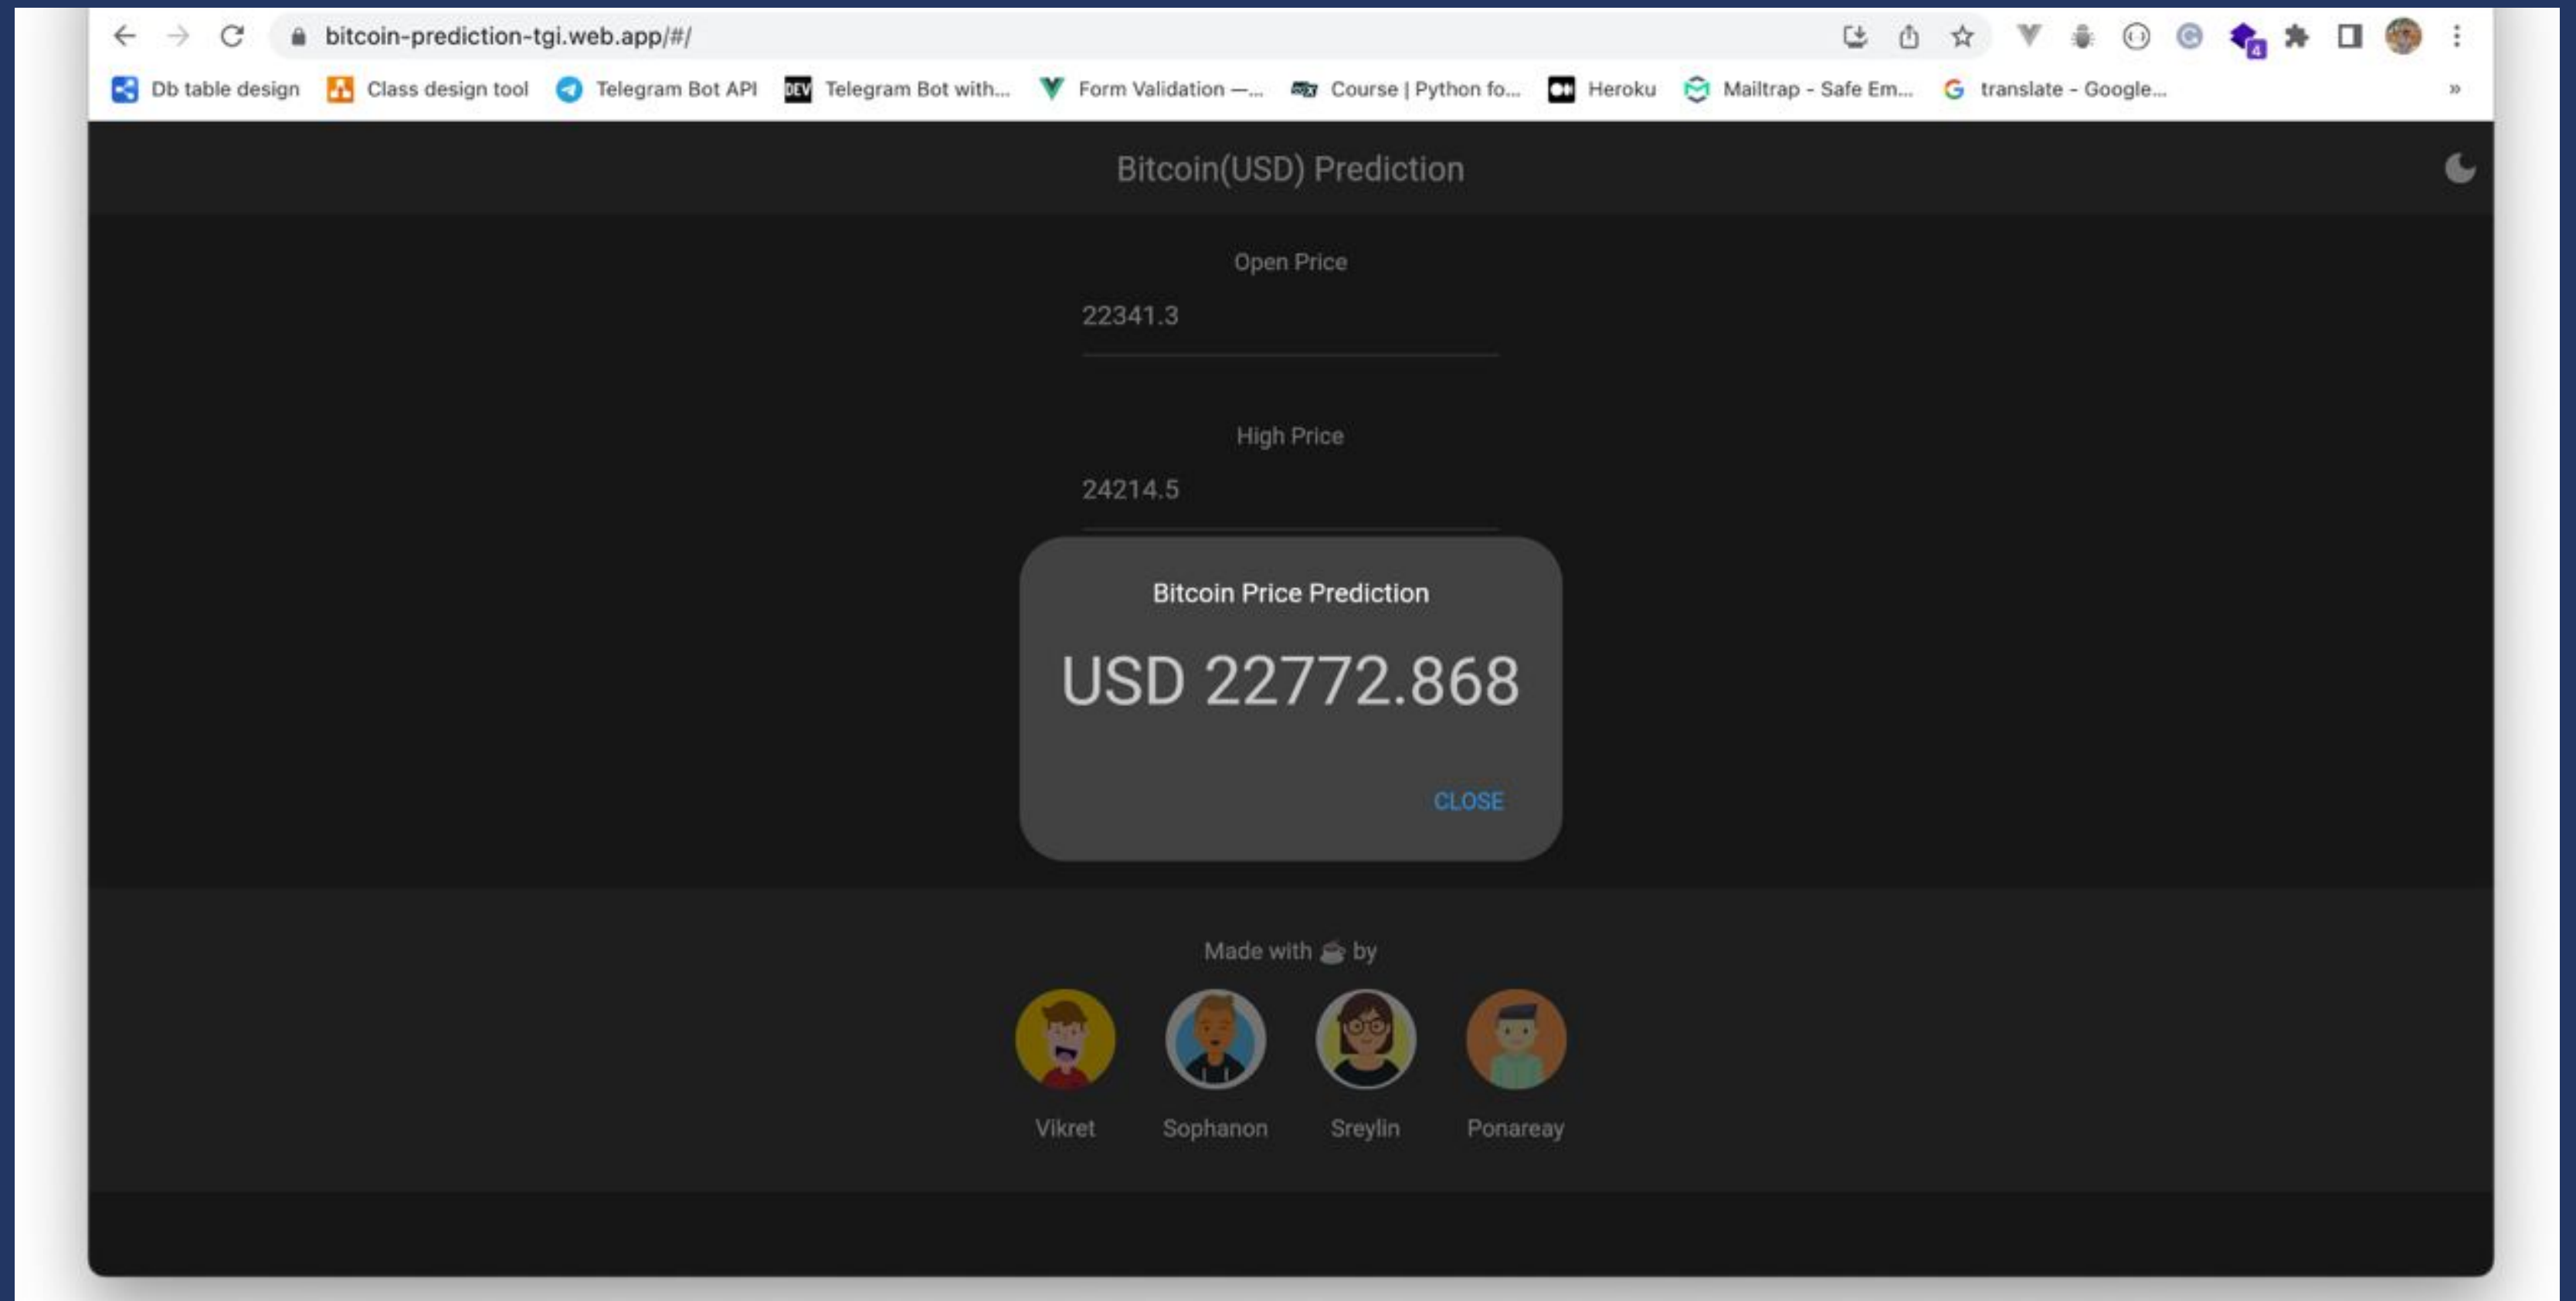 bitcoin-prediction-tgi.web.app/#/
4
Db table design Class design tool Telegram Bot API DEV Telegram Bot with... Form Validation —... Course | Python fo... Heroku Mailtrap - Safe Em... translate - Google... »
Bitcoin(USD) Prediction
Open Price
22341.3
High Price
24214.5
Bitcoin Price Prediction
USD 22772.868
CLOSE
Made with ☕ by
Vikret Sophanon Sreylin Ponareay